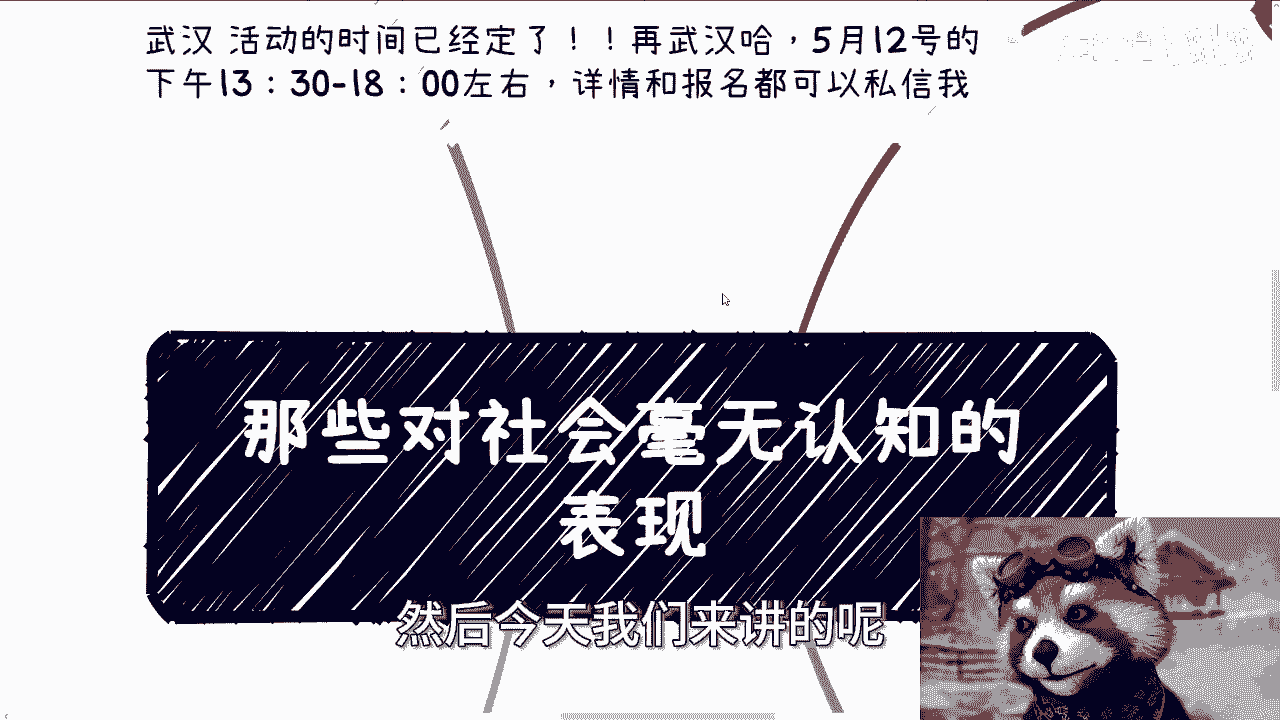 武汉 活动的时间已经定了！！再武汉哈，5月12号的
下午13：30-18：00左右，详情和报名都可以私信我
那些对社会毫无认知的
表现
然后今天我们来讲的呢